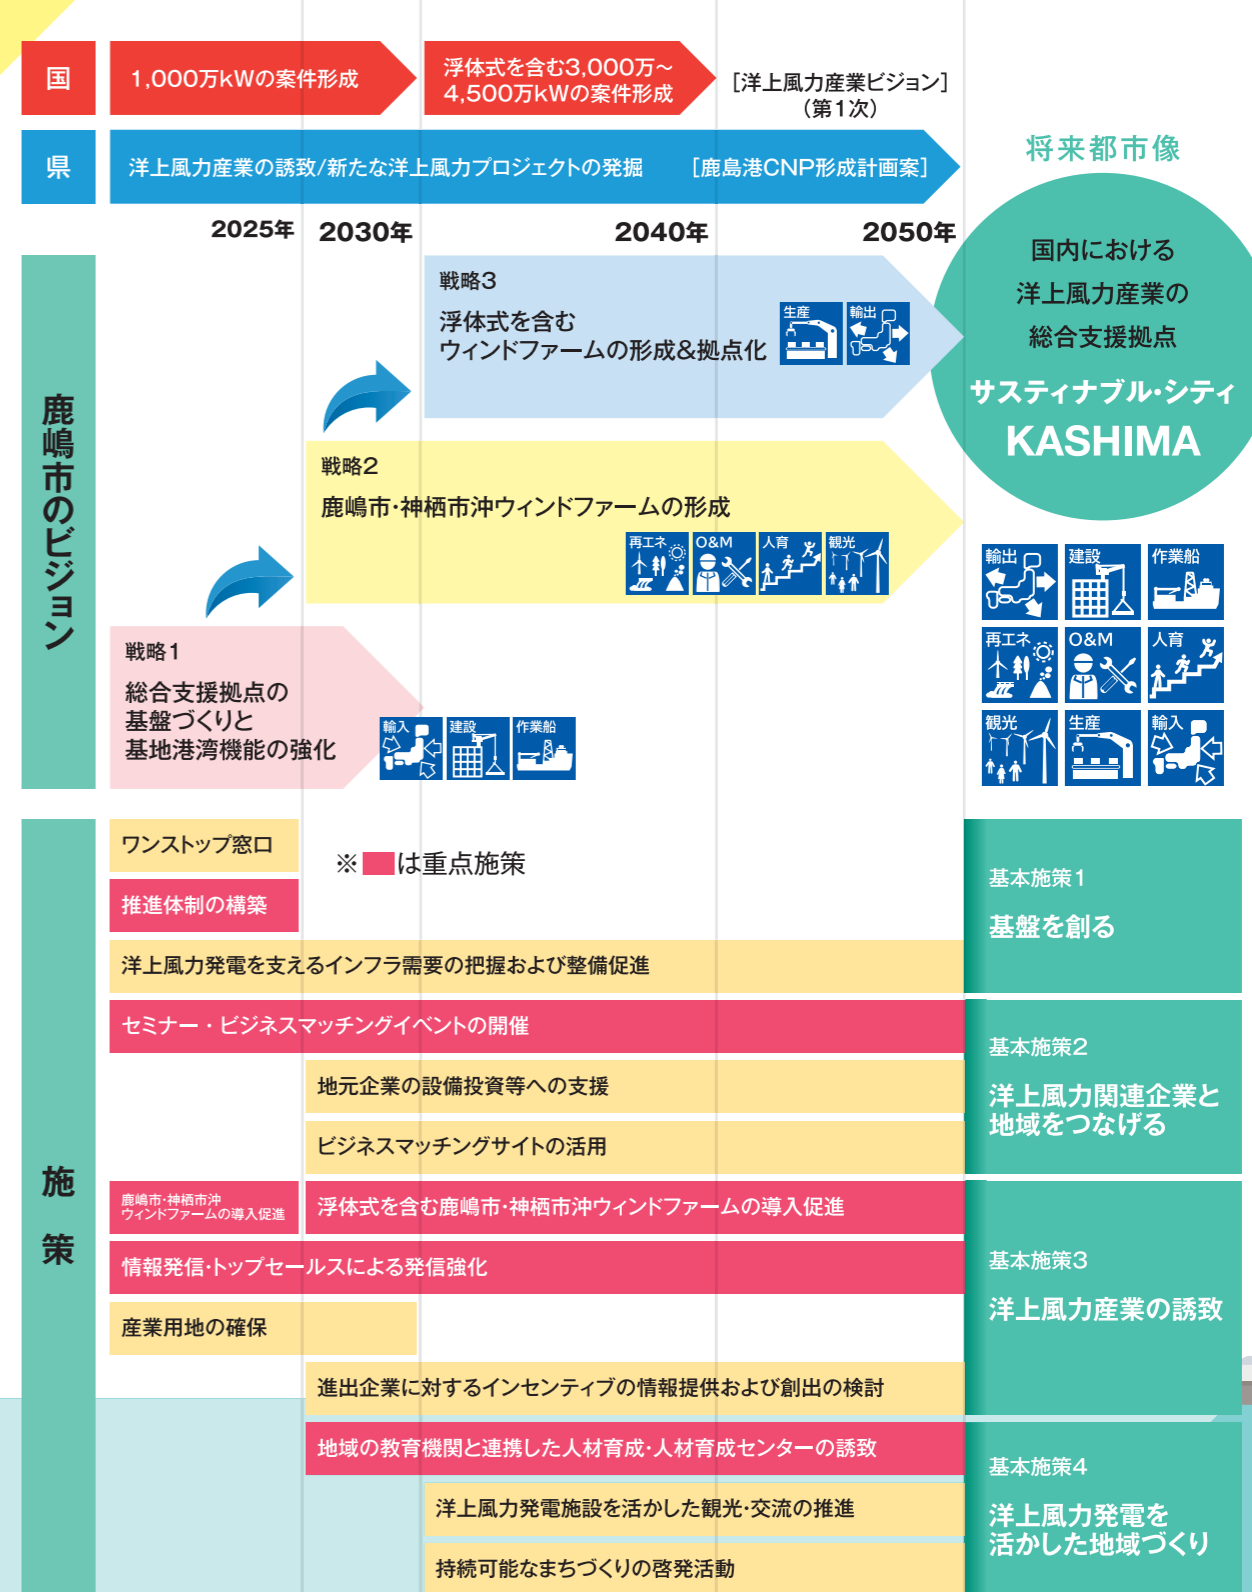 国
1,000万kWの案件形成
浮体式を含む3,000万～
4,500万kWの案件形成
［洋上風力産業ビジョン］
（第1次）
県
洋上風力産業の誘致/新たな洋上風力プロジェクトの発掘
［鹿島港CNP形成計画案］
2025年
2030年
2040年
2050年
将来都市像
国内における
洋上風力産業の
総合支援拠点
サスティナブル・シティ
KASHIMA
鹿嶋市のビジョン
戦略3
浮体式を含む
ウィンドファームの形成&拠点化
生産
輸出
戦略2
鹿嶋市・神栖市沖ウィンドファームの形成
再エネ
O&M
人育
観光
戦略1
総合支援拠点の
基盤づくりと
基地港湾機能の強化
輸入
建設
作業船
輸出
建設
作業船
再エネ
O&M
人育
観光
生産
輸入
施策
ワンストップ窓口
※ は重点施策
推進体制の構築
洋上風力発電を支えるインフラ需要の把握および整備促進
基本施策1
基盤を創る
セミナー・ビジネスマッチングイベントの開催
地元企業の設備投資等への支援
ビジネスマッチングサイトの活用
基本施策2
洋上風力関連企業と
地域をつなげる
鹿嶋市・神栖市沖
ウィンドファームの導入促進
浮体式を含む鹿嶋市・神栖市沖ウィンドファームの導入促進
情報発信・トップセールスによる発信強化
産業用地の確保
進出企業に対するインセンティブの情報提供および創出の検討
基本施策3
洋上風力産業の誘致
地域の教育機関と連携した人材育成・人材育成センターの誘致
洋上風力発電施設を活かした観光・交流の推進
持続可能なまちづくりの啓発活動
基本施策4
洋上風力発電を
活かした地域づくり